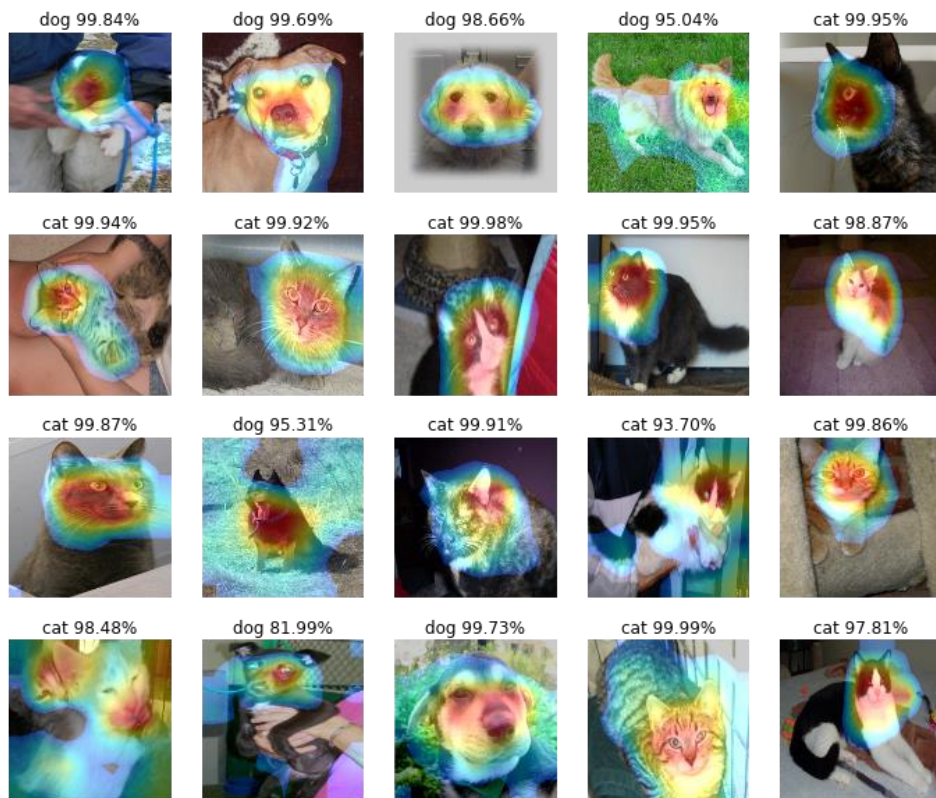 dog 99.84% dog 99.69% dog 98.66% dog 95.04% cat 99.95%
cat 99.94% cat 99.92% cat 99.98% cat 99.95% cat 98.87%
cat 99.87% dog 95.31% cat 99.91% cat 93.70% cat 99.86%
cat 98.48% dog 81.99% dog 99.73% cat 99.99% cat 97.81%